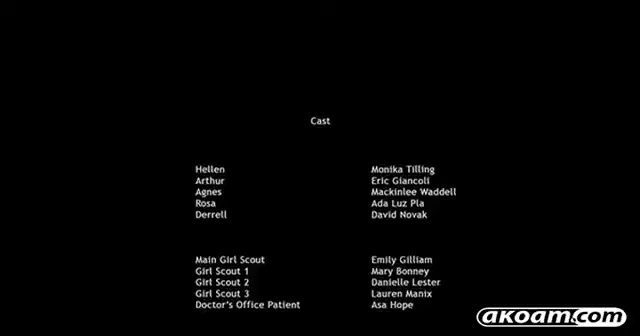 Cast
Hellen Monika Tilling
Arthur Eric Giancoli
Agnes Mackinlee Waddell
Rosa Ada Luz Pla
Derrell David Novak
Main Girl Scout Emily Gilliam
Girl Scout 1 Mary Bonney
Girl Scout 2 Danielle Lester
Girl Scout 3 Lauren Manix
Doctor's Office Patient Asa Hope
akoam.com